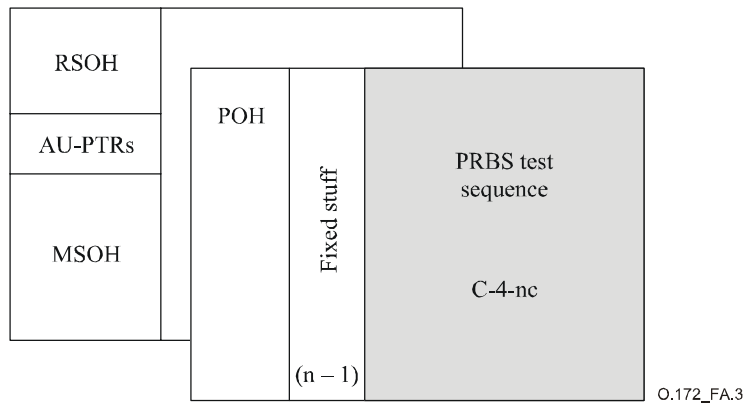 RSOH
AU-PTRs
MSOH
POH
Fixed stuff
(n – 1)
PRBS test
sequence
C-4-nc
O.172_FA.3